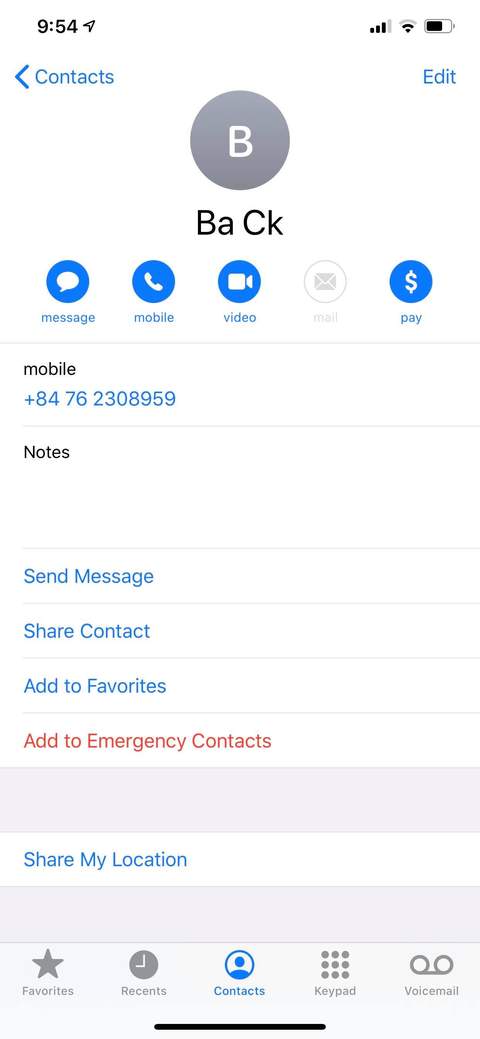 9:54
Contacts
Edit
B
Ba Ck
message mobile video mail pay
mobile
+84 76 2308959
Notes
Send Message
Share Contact
Add to Favorites
Add to Emergency Contacts
Share My Location
Favorites Recents Contacts Keypad Voicemail